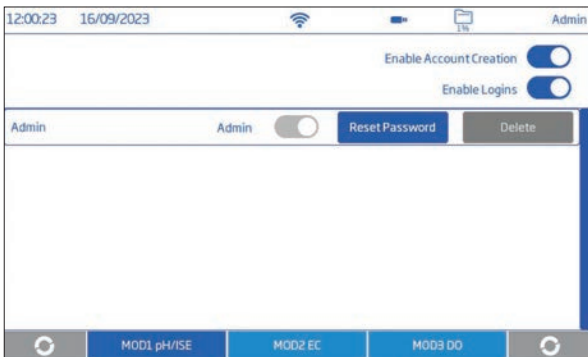 12:00:23 16/09/2023 1% Admin
Enable Account Creation
Enable Logins
Admin Admin Reset Password Delete
MOD1 pH/ISE MOD2 EC MOD3 DO